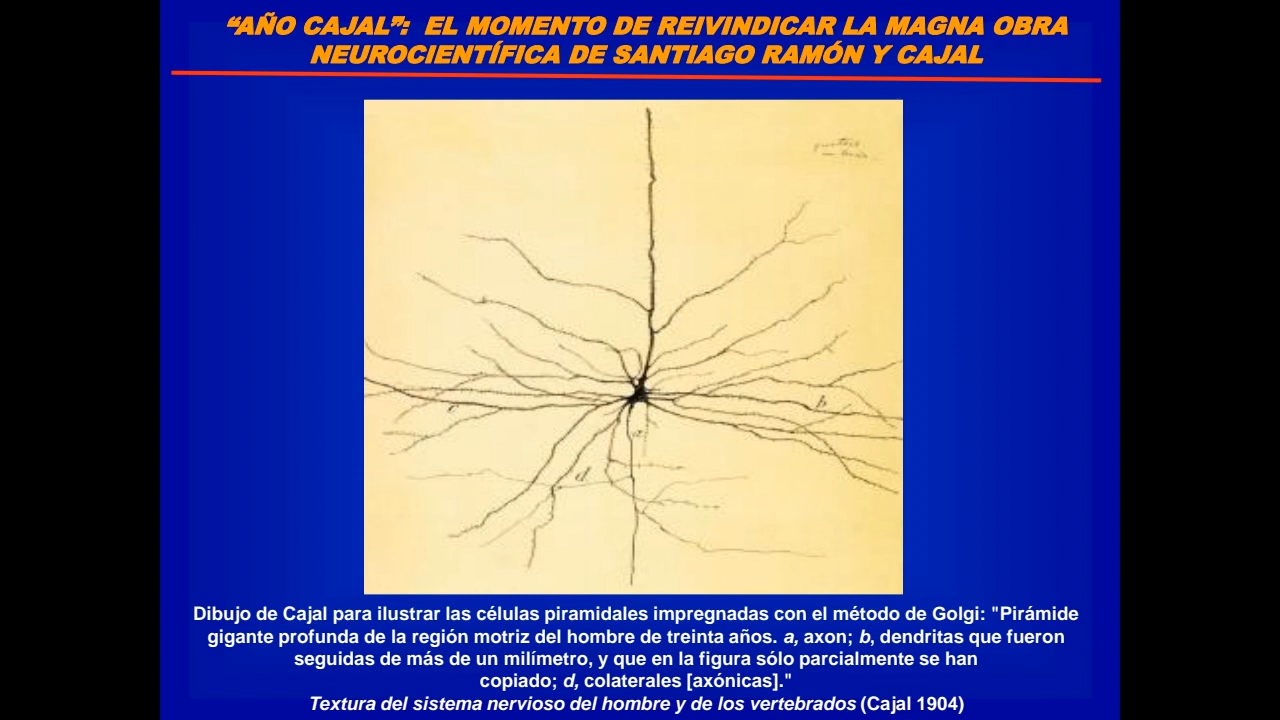 “AÑO CAJAL”: EL MOMENTO DE REIVINDICAR LA MAGNA OBRA
NEUROCIENTÍFICA DE SANTIAGO RAMÓN Y CAJAL
b
c
a
d
Dibujo de Cajal para ilustrar las células piramidales impregnadas con el método de Golgi: "Pirámide
gigante profunda de la región motriz del hombre de treinta años. a, axon; b, dendritas que fueron
seguidas de más de un milímetro, y que en la figura sólo parcialmente se han
copiado; d, colaterales [axónicas]."
Textura del sistema nervioso del hombre y de los vertebrados (Cajal 1904)